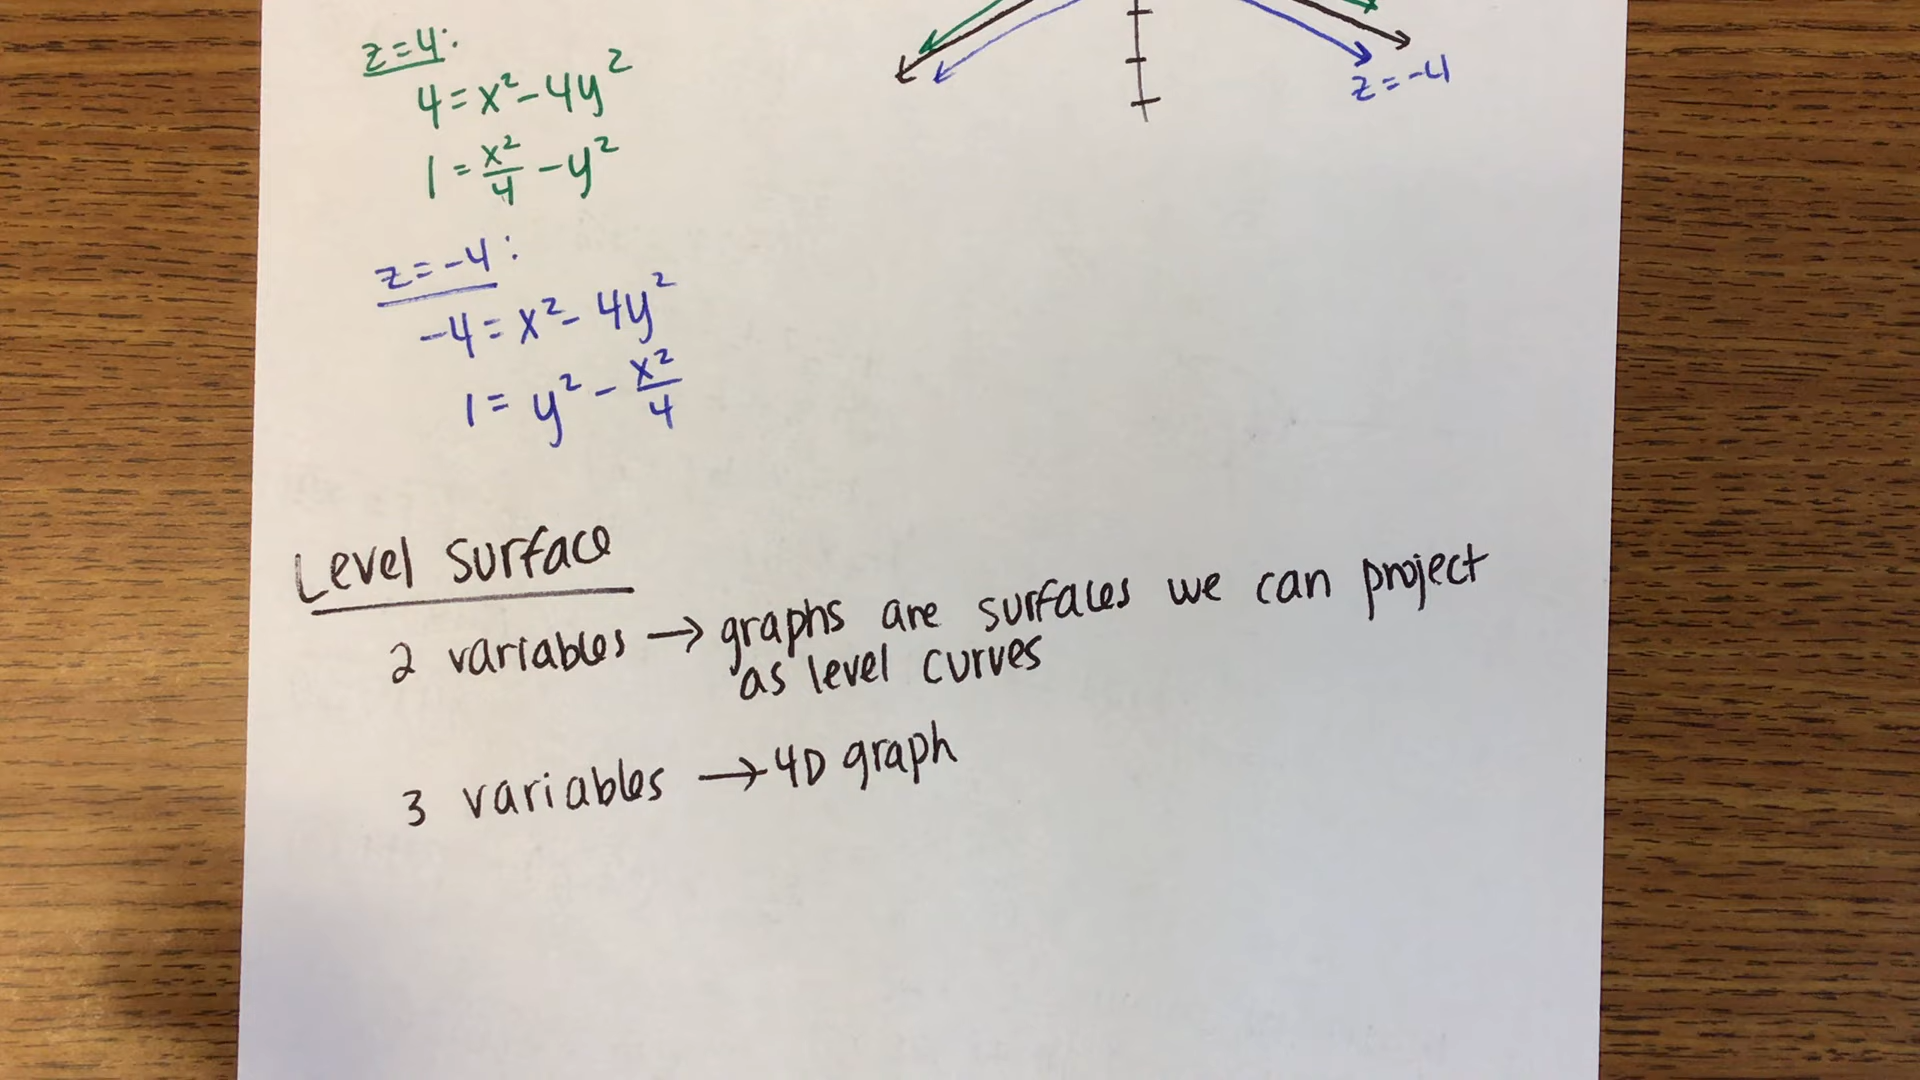 z=4:
4=x²-4y²
1=x²/4-y²
z=-4
z=-4:
-4=x²-4y²
1=y²-x²/4
Level Surface
2 variables → graphs are surfaces we can project
as level curves
3 variables → 4D graph